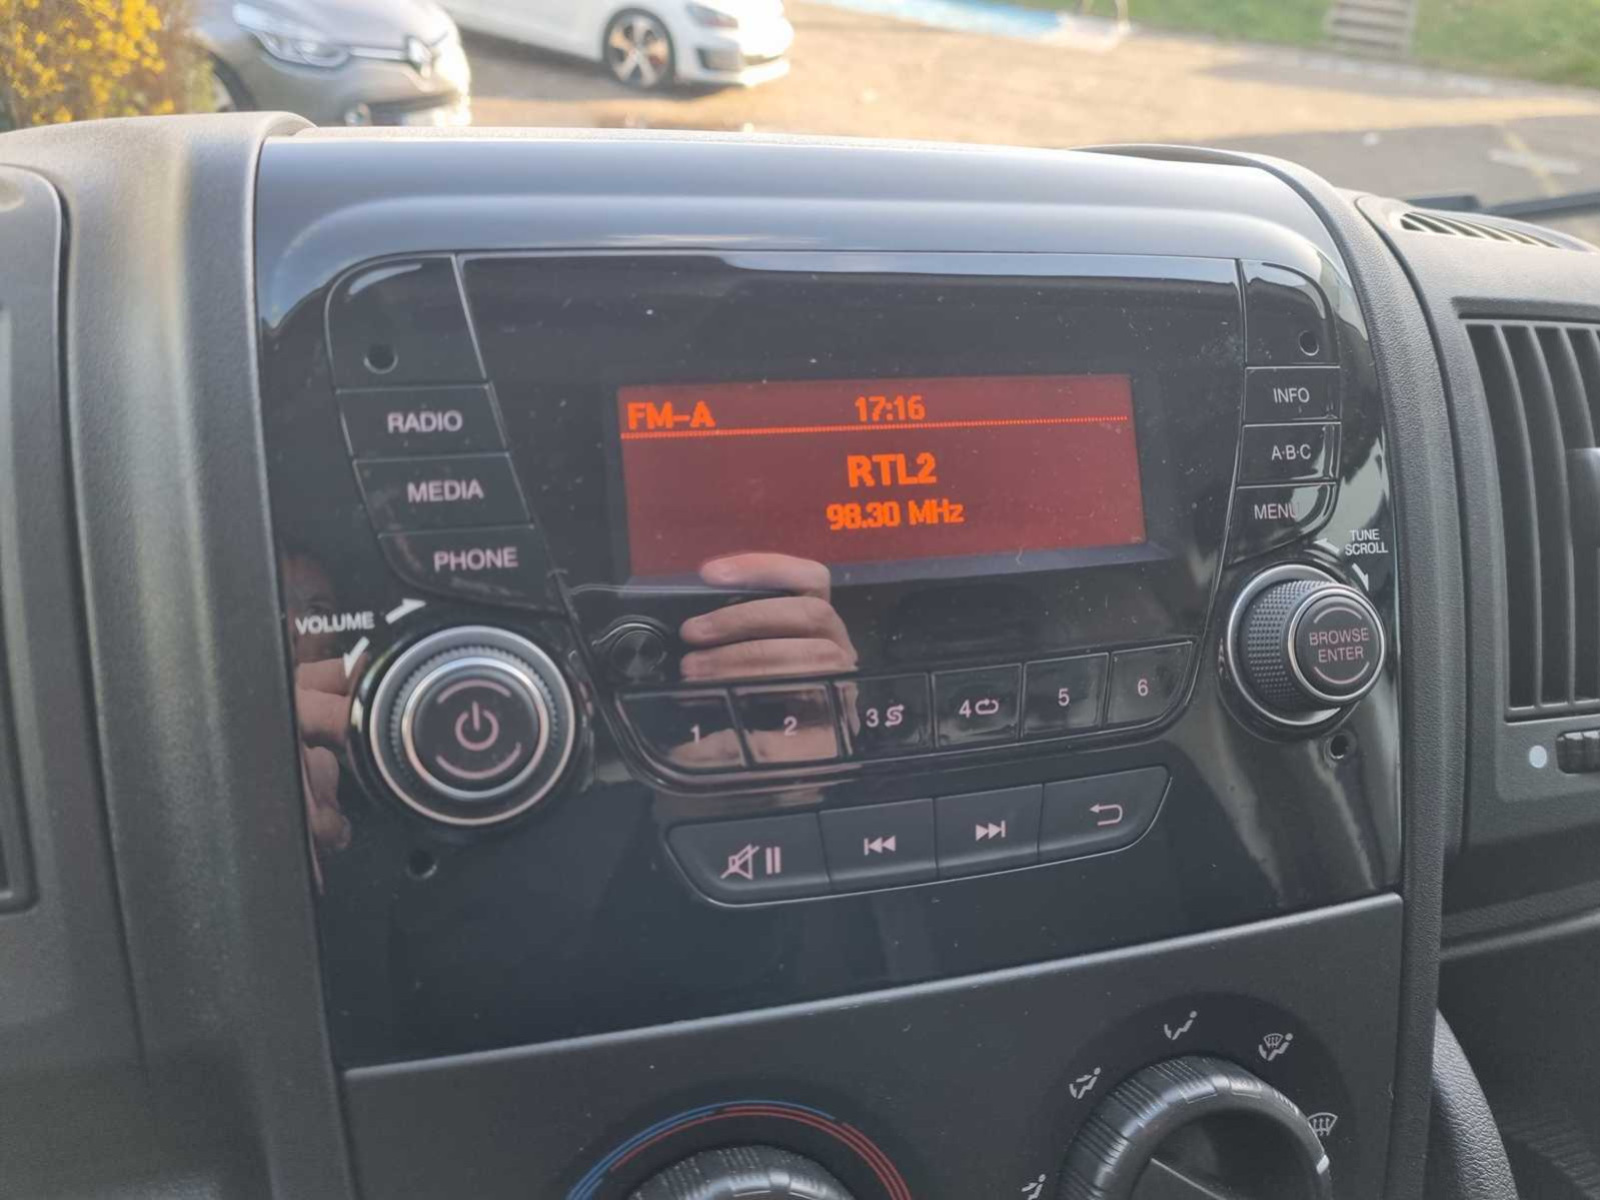 FM-A 17:16
RTL2
98.30 MHz
RADIO
MEDIA
PHONE
VOLUME
INFO
A·B·C
MENU
TUNE
SCROLL
BROWSE
ENTER
1 2 3 4 5 6